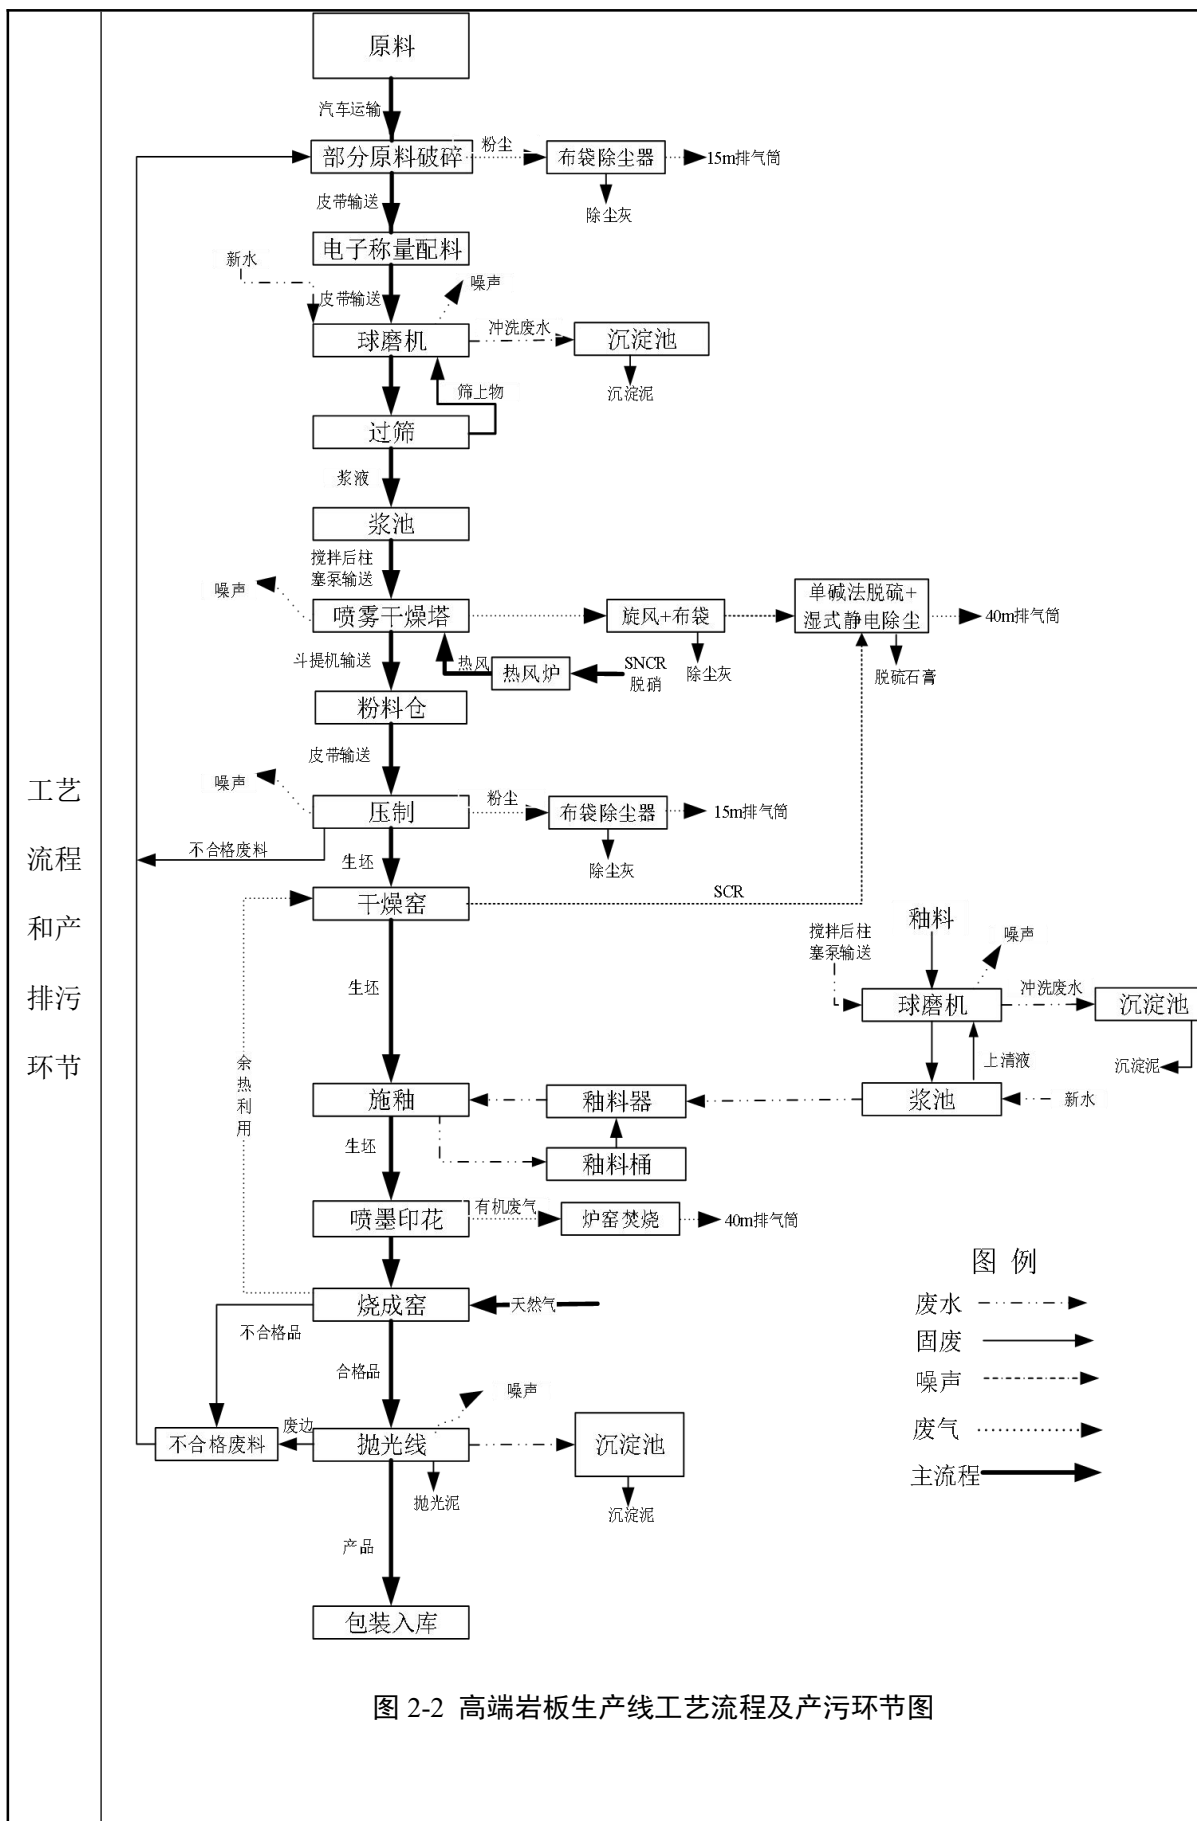 原料
汽车运输
部分原料破碎
粉尘
布袋除尘器
15m排气筒
除尘灰
皮带输送
电子称量配料
新水
皮带输送
噪声
球磨机
冲洗废水
沉淀池
沉淀泥
筛上物
过筛
浆液
浆池
搅拌后柱
塞泵输送
噪声
喷雾干燥塔
旋风+布袋
除尘灰
单碱法脱硫+
湿式静电除尘
40m排气筒
脱硫石膏
斗提机输送
热风
热风炉
SNCR
脱硝
粉料仓
皮带输送
噪声
压制
粉尘
布袋除尘器
15m排气筒
除尘灰
不合格废料
生坯
干燥窑
SCR
生坯
釉料
搅拌后柱
塞泵输送
噪声
球磨机
冲洗废水
沉淀池
沉淀泥
上清液
浆池
新水
余
热
利
用
施釉
釉料器
釉料桶
生坯
喷墨印花
有机废气
炉窑焚烧
40m排气筒
烧成窑
天然气
不合格品
合格品
噪声
不合格废料
废边
抛光线
沉淀池
抛光泥
沉淀泥
产品
包装入库
图 例
废水
固废
噪声
废气
主流程
工艺
流程
和产
排污
环节
图 2-2 高端岩板生产线工艺流程及产污环节图